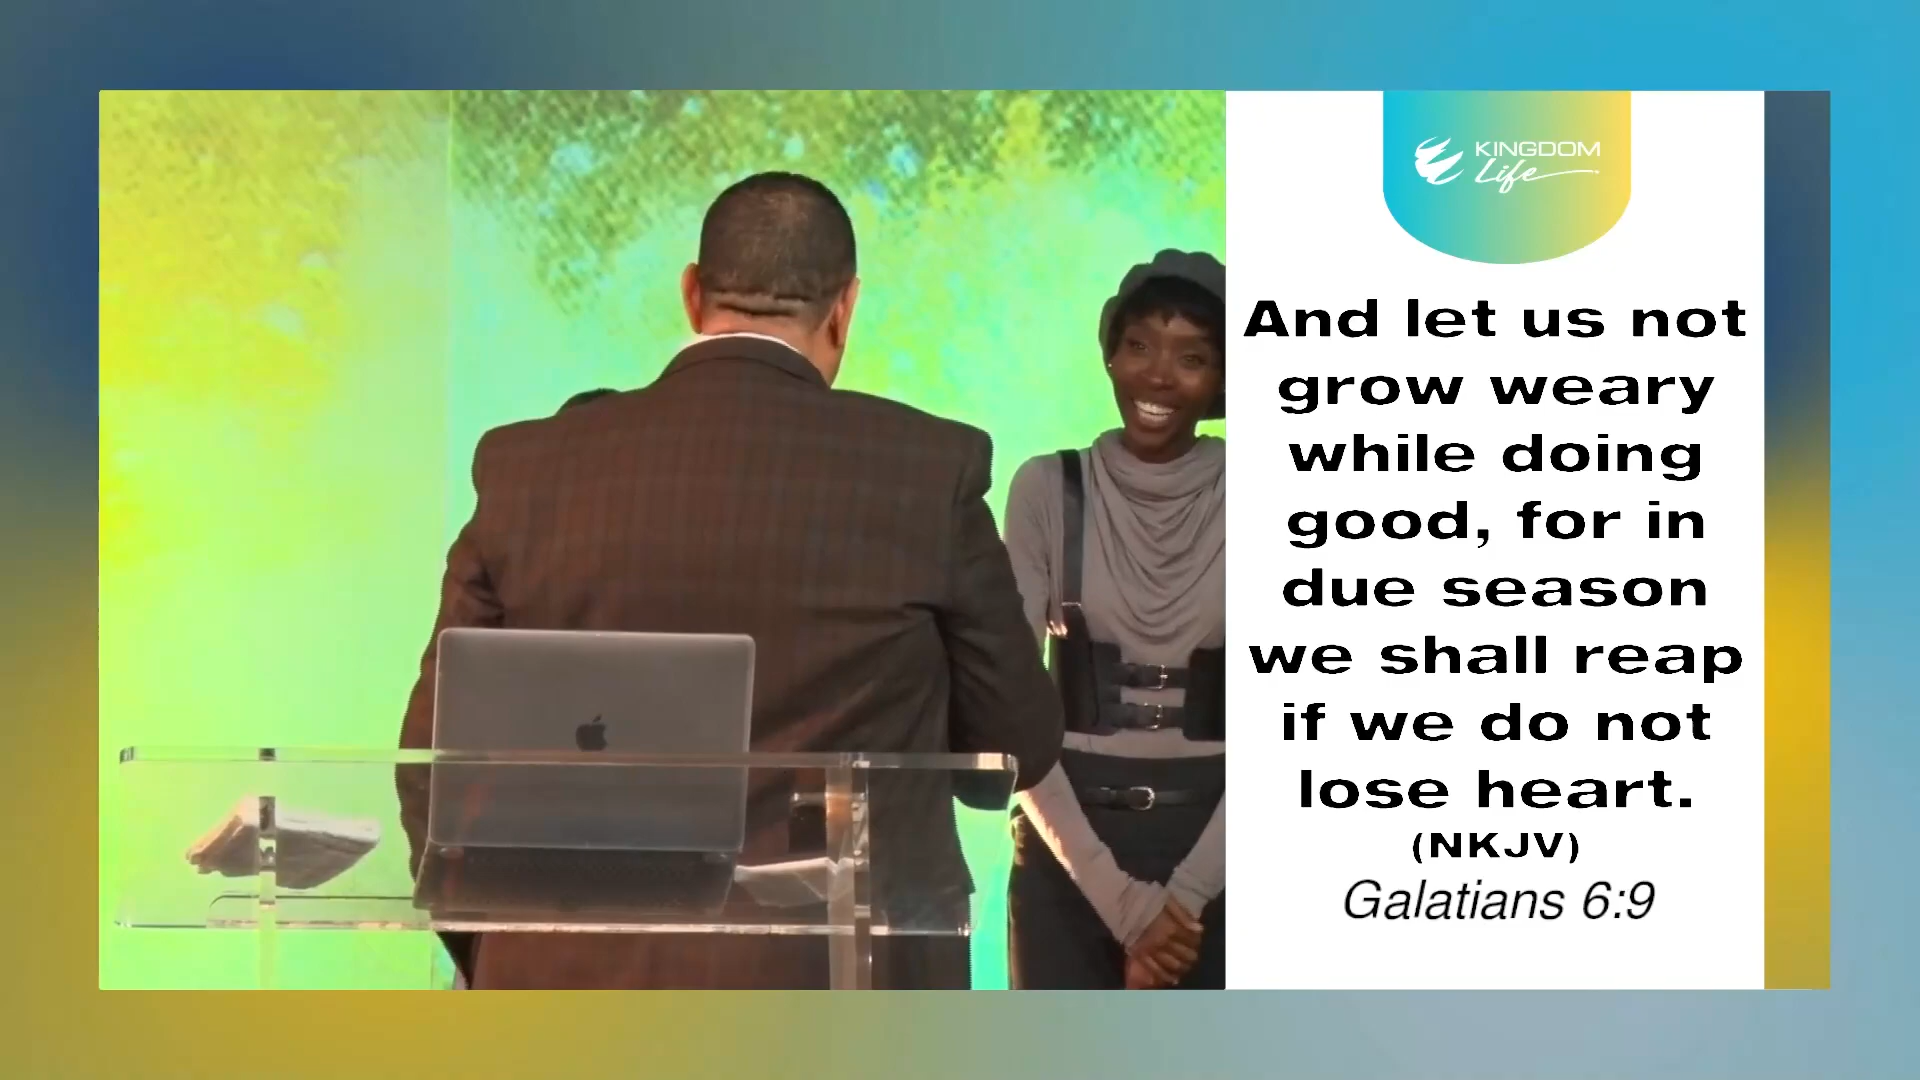 KINGDOM
Life
And let us not
grow weary
while doing
good, for in
due season
we shall reap
if we do not
lose heart.
(NKJV)
Galatians 6:9